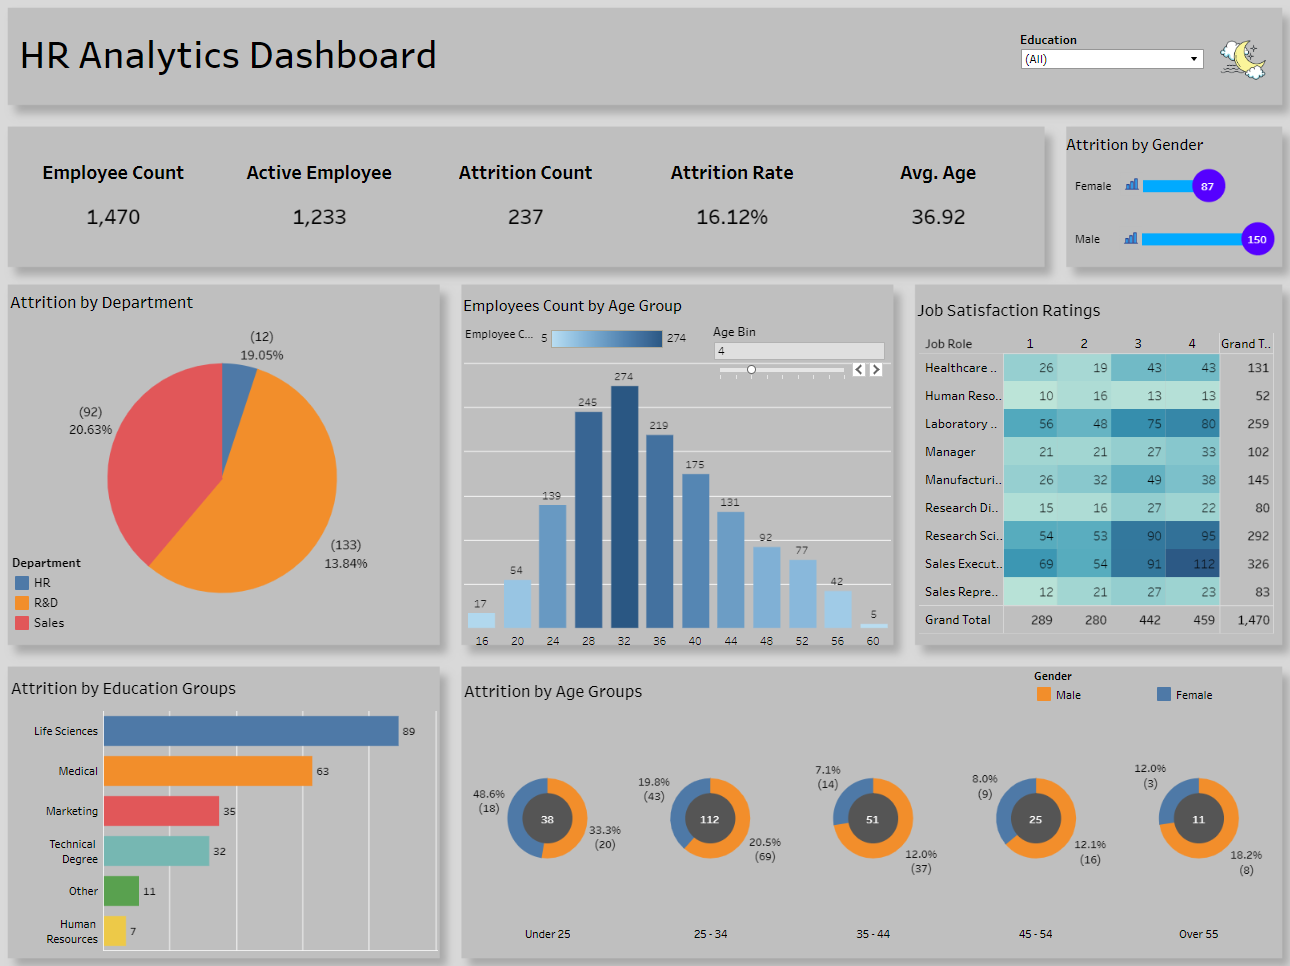 HR Analytics Dashboard
Education
(All)
Employee Count
Active Employee
Attrition Count
Attrition Rate
Avg. Age
1,470
1,233
237
16.12%
36.92
Attrition by Gender
Female
87
Male
150
Attrition by Department
(12)
19.05%
(92)
20.63%
(133)
13.84%
Department
HR
R&D
Sales
Employees Count by Age Group
Employee C...
5
274
Age Bin
4
17
54
139
245
274
219
175
131
92
77
42
5
16 20 24 28 32 36 40 44 48 52 56 60
Job Satisfaction Ratings
Job Role 1 2 3 4 Grand T..
Healthcare .. 26 19 43 43 131
Human Reso.. 10 16 13 13 52
Laboratory .. 56 48 75 80 259
Manager 21 21 27 33 102
Manufacturi.. 26 32 49 38 145
Research Di.. 15 16 27 22 80
Research Sci.. 54 53 90 95 292
Sales Execut.. 69 54 91 112 326
Sales Repre.. 12 21 27 23 83
Grand Total 289 280 442 459 1,470
Attrition by Education Groups
Life Sciences 89
Medical 63
Marketing 35
Technical
Degree
32
Other 11
Human
Resources
7
Attrition by Age Groups
Gender
Male
Female
48.6%
(18)
38
33.3%
(20)
Under 25
19.8%
(43)
112
20.5%
(69)
25 - 34
7.1%
(14)
51
12.0%
(37)
35 - 44
8.0%
(9)
25
12.1%
(16)
45 - 54
12.0%
(3)
11
18.2%
(8)
Over 55